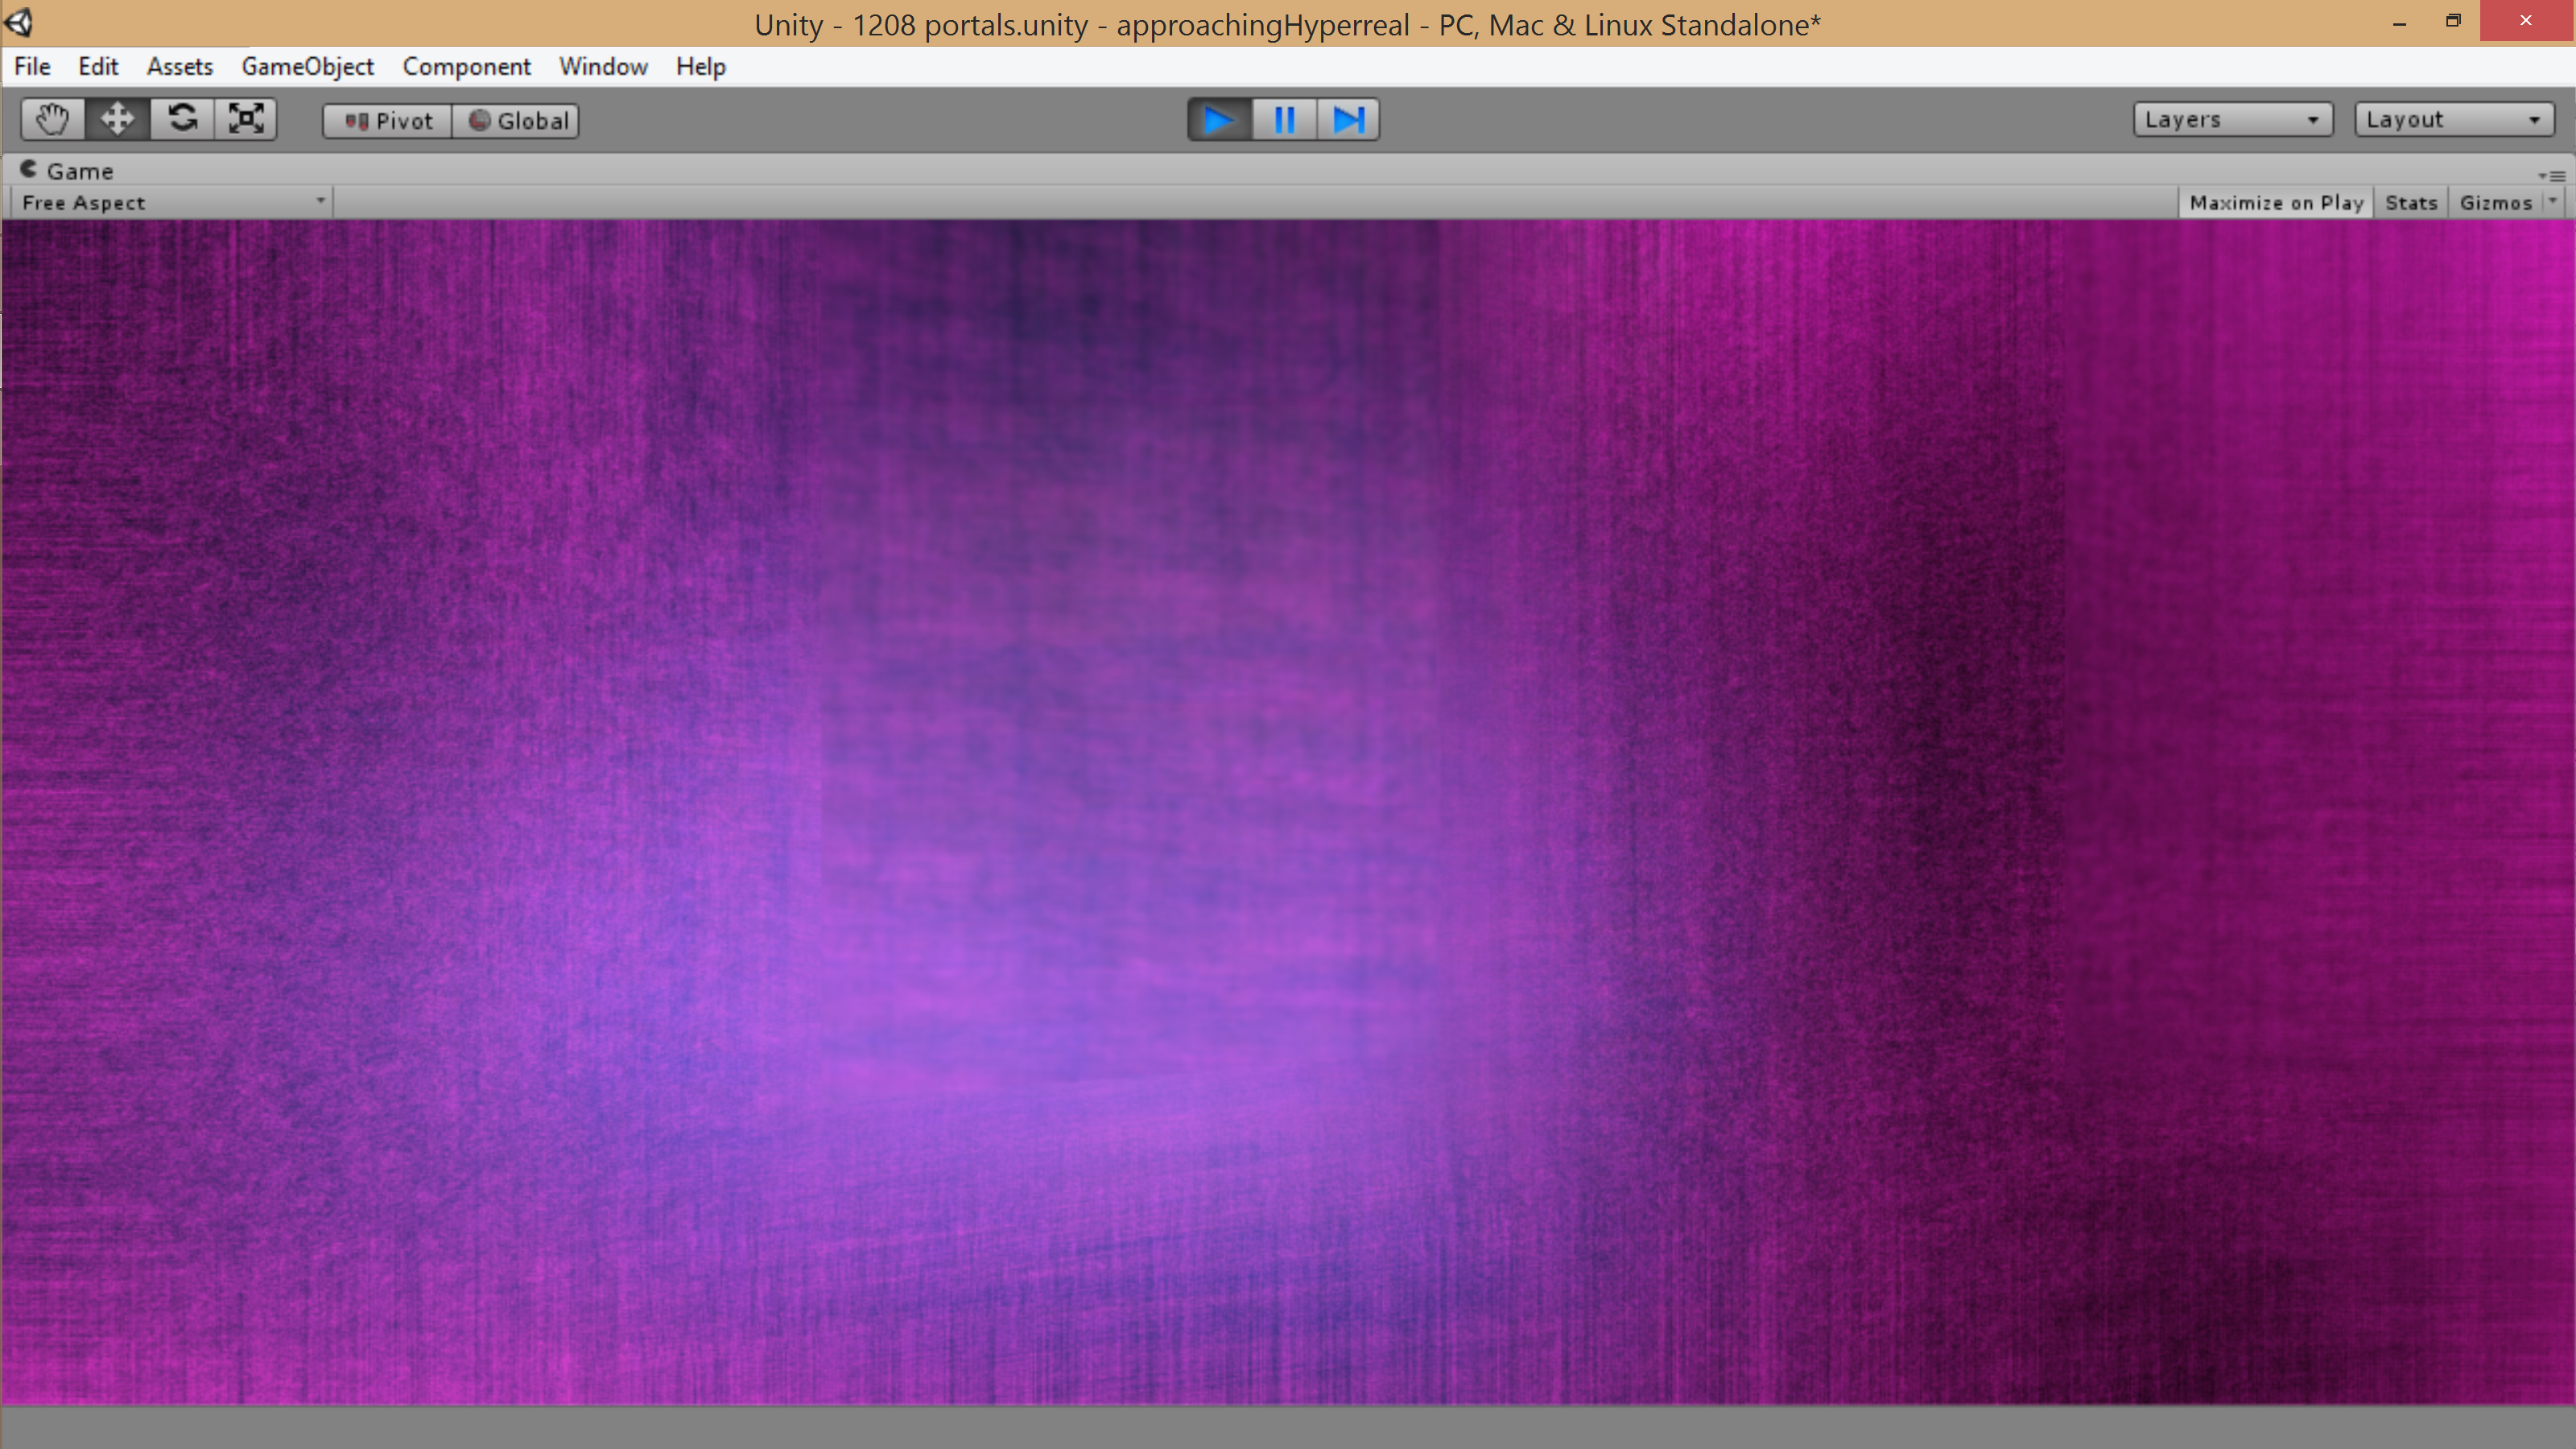 Unity - 1208 portals.unity - approachingHyperreal - PC, Mac & Linux Standalone*
File Edit Assets GameObject Component Window Help
Pivot Global Layers Layout
Game
Free Aspect Maximize on Play Stats Gizmos